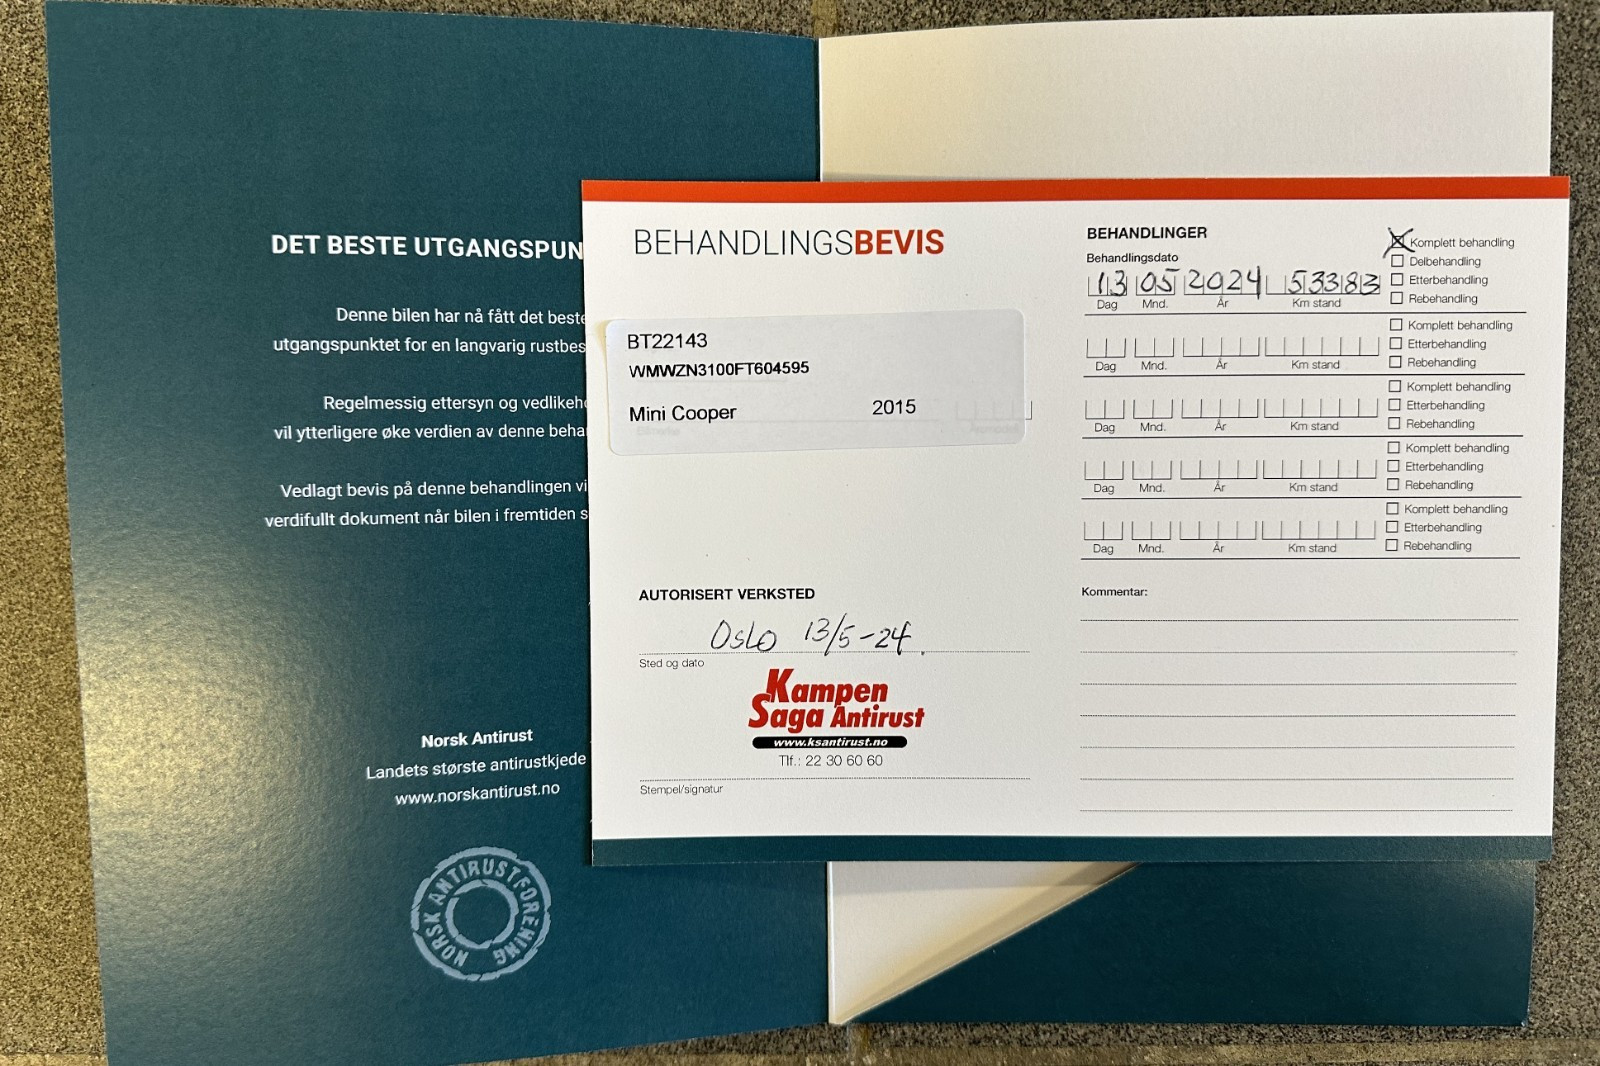 DET BESTE UTGANGSPUN
Denne bilen har nå fått det beste
utgangspunktet for en langvarig rustbes
Regelmessig ettersyn og vedlikeho
vil ytterligere øke verdien av denne beha
Vedlagt bevis på denne behandlingen vi
verdifullt dokument når bilen i fremtiden s
Norsk Antirust
Landets største antirustkjede
www.norskantirust.no
NORSK ANTIRUSTFORENING
BEHANDLINGSBEVIS
BT22143
WMWZN3100FT604595
Mini Cooper 2015
AUTORISERT VERKSTED
Oslo 13/5-24.
Sted og dato
Kampen
Saga Antirust
www.ksantirust.no
Tlf.: 22 30 60 60
Stempel/signatur
BEHANDLINGER
Behandlingsdato
13 05 2024 53383
Dag Mnd. År Km stand
Komplett behandling
Delbehandling
Etterbehandling
Rebehandling
Dag Mnd. År Km stand
Komplett behandling
Etterbehandling
Rebehandling
Dag Mnd. År Km stand
Komplett behandling
Etterbehandling
Rebehandling
Dag Mnd. År Km stand
Komplett behandling
Etterbehandling
Rebehandling
Dag Mnd. År Km stand
Komplett behandling
Etterbehandling
Rebehandling
Kommentar: